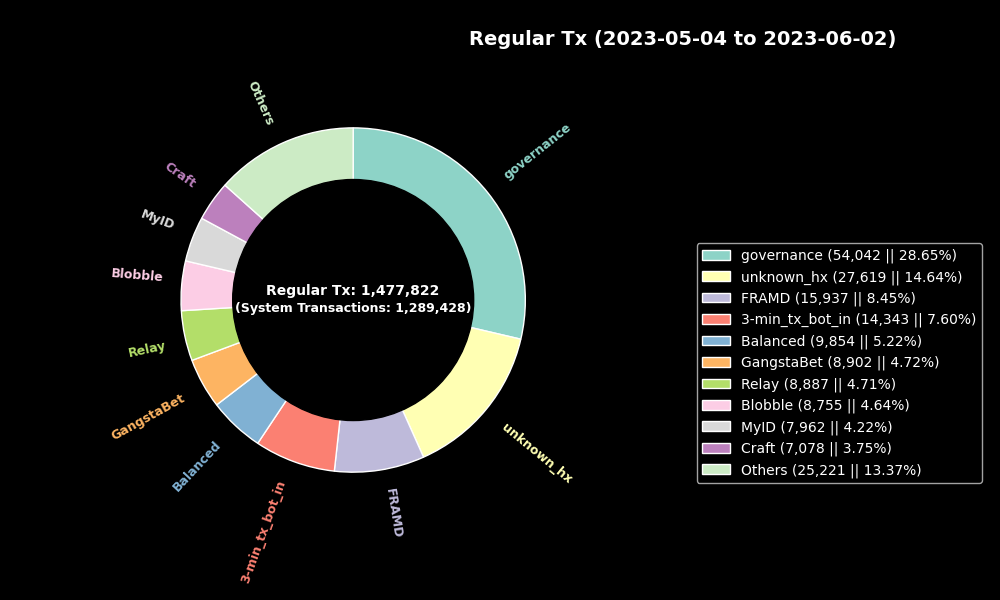 Regular Tx (2023-05-04 to 2023-06-02)
Others
governance
Craft
MyID
Blobble
Relay
GangstaBet
Balanced
3-min_tx_bot_in
FRAMD
unknown_hx
Regular Tx: 1,477,822
(System Transactions: 1,289,428)
governance (54,042 || 28.65%)
unknown_hx (27,619 || 14.64%)
FRAMD (15,937 || 8.45%)
3-min_tx_bot_in (14,343 || 7.60%)
Balanced (9,854 || 5.22%)
GangstaBet (8,902 || 4.72%)
Relay (8,887 || 4.71%)
Blobble (8,755 || 4.64%)
MyID (7,962 || 4.22%)
Craft (7,078 || 3.75%)
Others (25,221 || 13.37%)